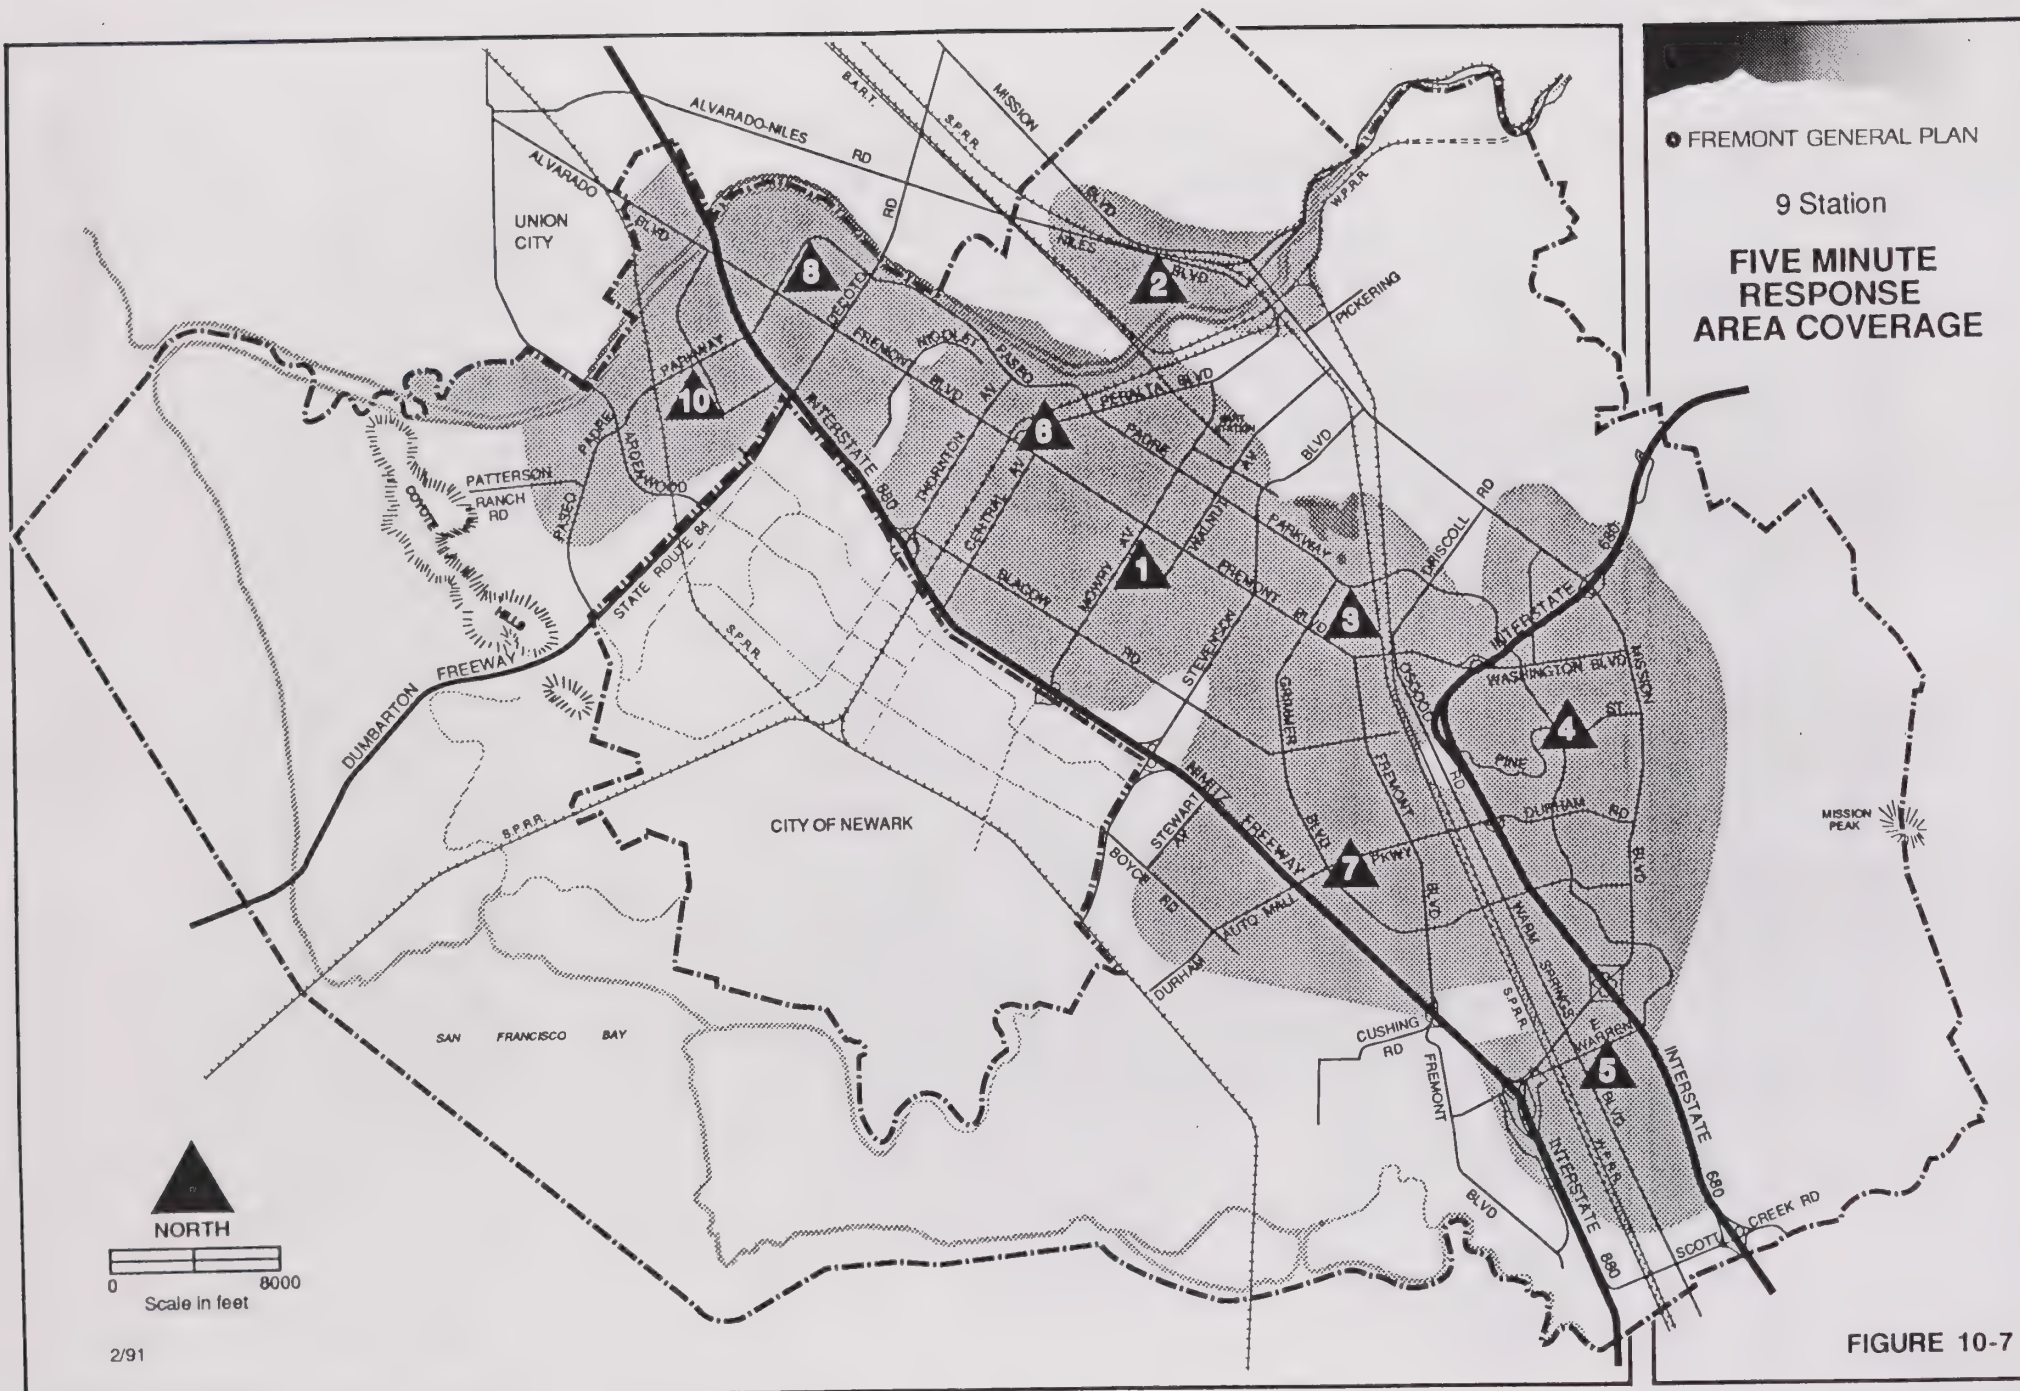 FREMONT GENERAL PLAN
9 Station
FIVE MINUTE
RESPONSE
AREA COVERAGE
ALVARADO-NILES
RD
ALVARADO
BLVD
UNION
CITY
B.A.R.T.
S.P.R.R.
MISSION
BLVD
NILES
BLVD
W.P.R.R.
RD
DECOTO
8
2
PICKERING
PARKWAY
10
PADRE
ARDENWOOD
PATTERSON
RANCH
RD
PASEO
COYOTE
HILLS
FREMONT
BLVD
NICOLET
AV
PASEO
PERALTA
BLVD
PADRE
6
BART
STATION
INTERSTATE
880
THORNTON
CENTRAL
AV
BLVD
AV
WALNUT
MOWRY
AV
1
BLACOW
RD
FREMONT
BLVD
PARKWAY
DRISCOLL
RD
3
STEVENSON
GRIMMER
BLVD
STATE ROUTE 84
FREEWAY
DUMBARTON
S.P.R.R.
S.P.R.R.
INTERSTATE
680
WASHINGTON BLVD
MISSION
BLVD
OSGOOD
RD
4
ST
PINE
DURHAM
RD
FREMONT
BLVD
NIMITZ
FREEWAY
STEWART
AV
BOYCE
RD
7
PKWY
AUTO MALL
DURHAM
CITY OF NEWARK
MISSION
PEAK
WARM
SPRINGS
BLVD
S.P.R.R.
W.P.R.R.
E
WARREN
5
CUSHING
RD
FREMONT
BLVD
INTERSTATE
880
INTERSTATE
680
SCOTT
CREEK RD
SAN FRANCISCO BAY
NORTH
0
8000
Scale in feet
2/91
FIGURE 10-7